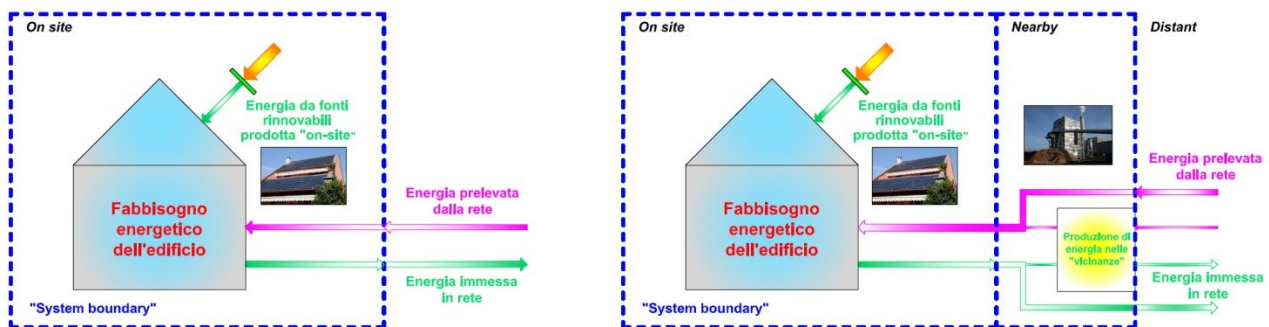 On site
Energia da fonti
rinnovabili
prodotta "on-site"
Fabbisogno
energetico
dell'edificio
Energia prelevata
dalla rete
Energia immessa
in rete
"System boundary"
On site
Nearby
Distant
Energia da fonti
rinnovabili
prodotta "on-site"
Energia prelevata
dalla rete
Fabbisogno
energetico
dell'edificio
Produzione di
energia nelle
"vicinanze"
Energia immessa
in rete
"System boundary"